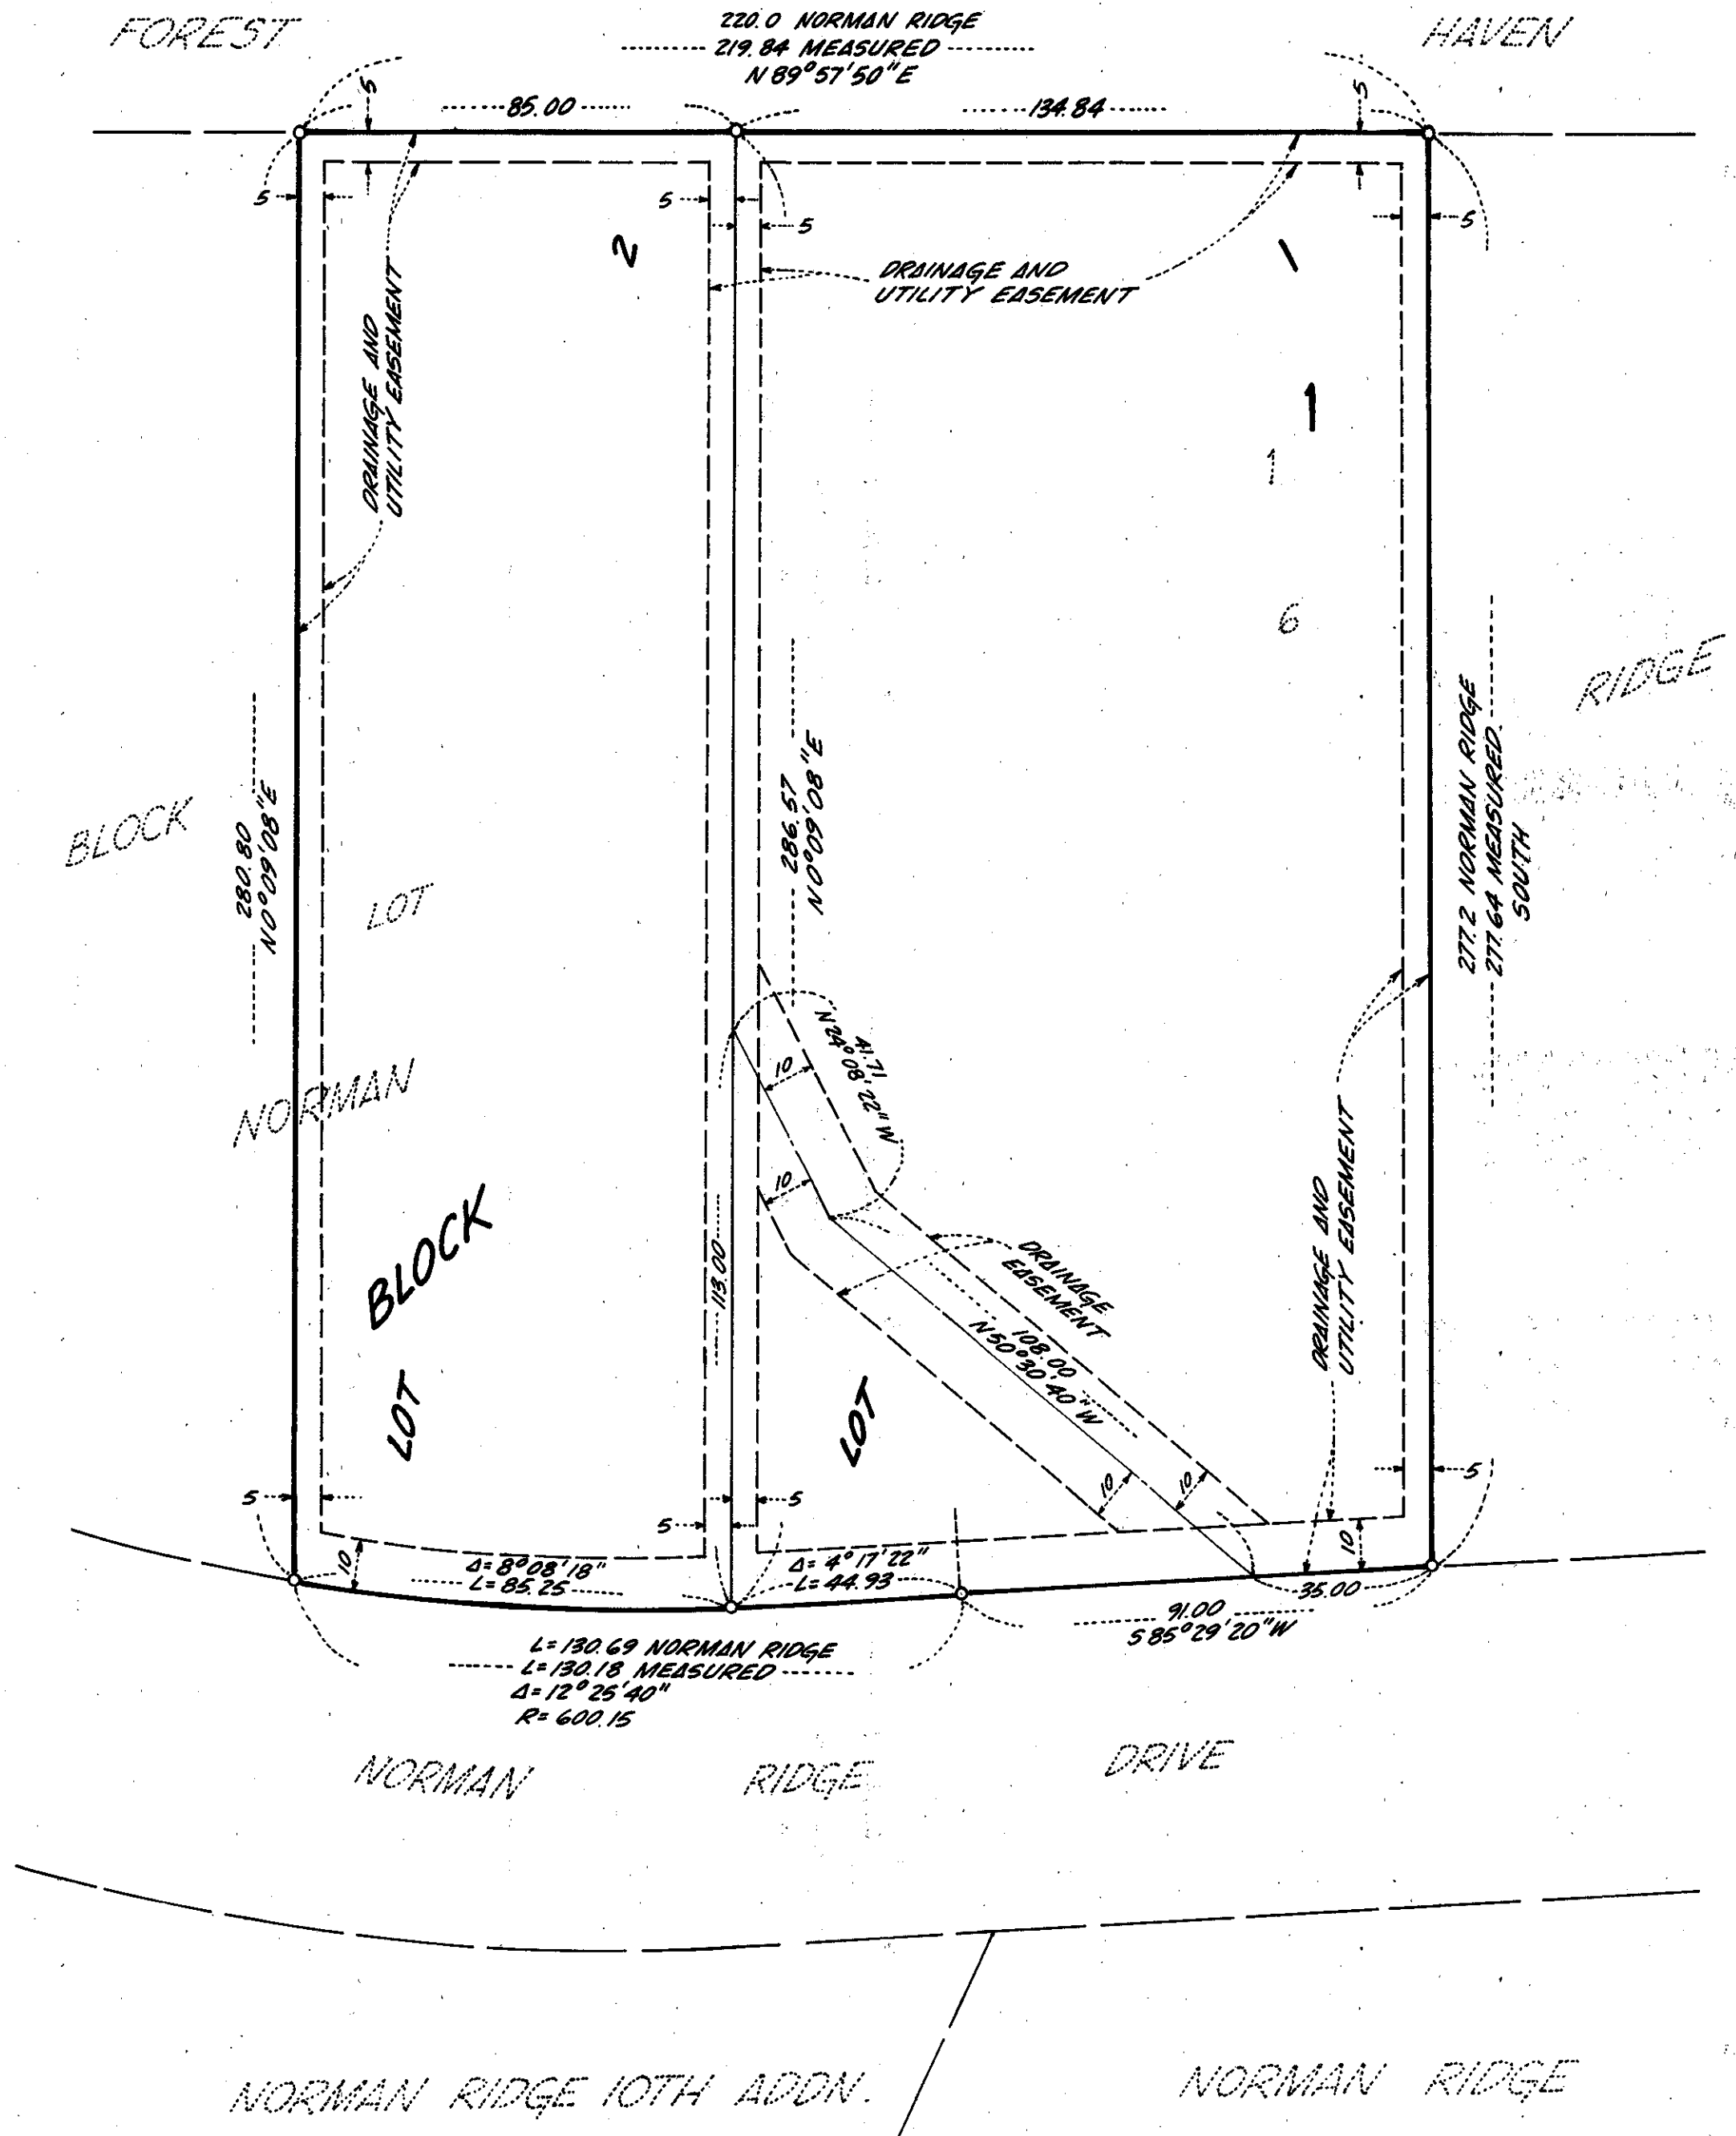 FOREST
220.0 NORMAN RIDGE
219.84 MEASURED
N 89°57'50"E
HAVEN
5
85.00
134.84
5
5
5
5
5
2
1
DRAINAGE AND
UTILITY EASEMENT
DRAINAGE AND
UTILITY EASEMENT
1
1
6
RIDGE
277.2 NORMAN RIDGE
277.64 MEASURED
SOUTH
286.57
N0°09'08"E
BLOCK
280.80
N0°09'08"E
LOT
41.71
N24°08'22"W
10
NORMAN
10
DRAINAGE AND
UTILITY EASEMENT
BLOCK
113.00
DRAINAGE
EASEMENT
108.00
N50°30'40"W
LOT
LOT
10
10
5
5
5
5
10
Δ= 8°08'18"
L= 85.25
Δ= 4°17'22"
L= 44.93
10
35.00
91.00
S 85°29'20"W
L= 130.69 NORMAN RIDGE
L= 130.18 MEASURED
Δ= 12°25'40"
R= 600.15
NORMAN RIDGE DRIVE
NORMAN RIDGE 10TH ADDN.
NORMAN RIDGE